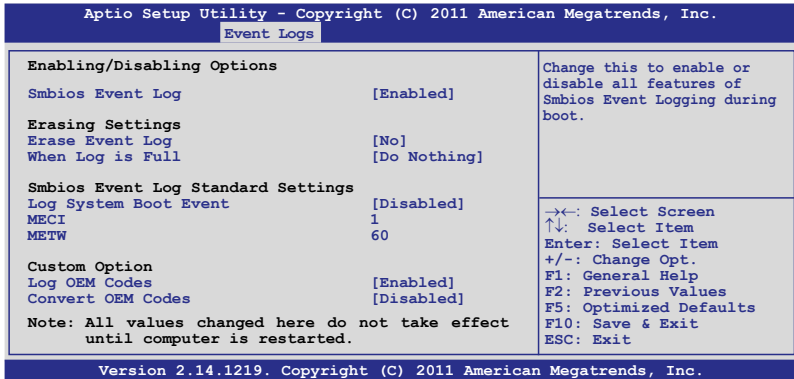 Aptio Setup Utility - Copyright (C) 2011 American Megatrends, Inc.
Event Logs
Enabling/Disabling Options
Smbios Event Log [Enabled]
Erasing Settings
Erase Event Log [No]
When Log is Full [Do Nothing]
Smbios Event Log Standard Settings
Log System Boot Event [Disabled]
MECI 1
METW 60
Custom Option
Log OEM Codes [Enabled]
Convert OEM Codes [Disabled]
Note: All values changed here do not take effect
until computer is restarted.
Change this to enable or
disable all features of
Smbios Event Logging during
boot.
→←: Select Screen
↑↓: Select Item
Enter: Select Item
+/-: Change Opt.
F1: General Help
F2: Previous Values
F5: Optimized Defaults
F10: Save & Exit
ESC: Exit
Version 2.14.1219. Copyright (C) 2011 American Megatrends, Inc.